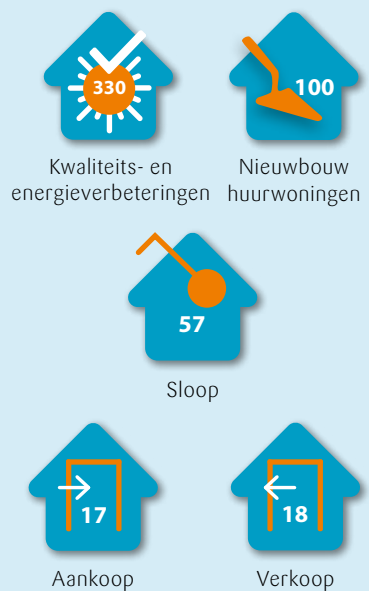 330
Kwaliteits- en
energieverbeteringen
100
Nieuwbouw
huurwoningen
57
Sloop
17
Aankoop
18
Verkoop